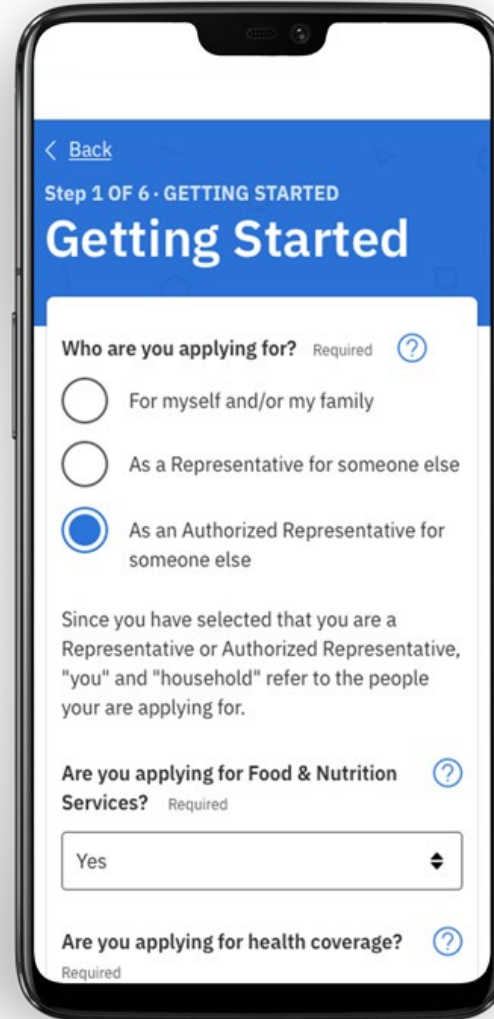 Back
Step 1 OF 6 · GETTING STARTED
Getting Started
Who are you applying for? Required ?
For myself and/or my family
As a Representative for someone else
As an Authorized Representative for
someone else
Since you have selected that you are a
Representative or Authorized Representative,
"you" and "household" refer to the people
your are applying for.
Are you applying for Food & Nutrition ?
Services? Required
Yes
Are you applying for health coverage? ?
Required